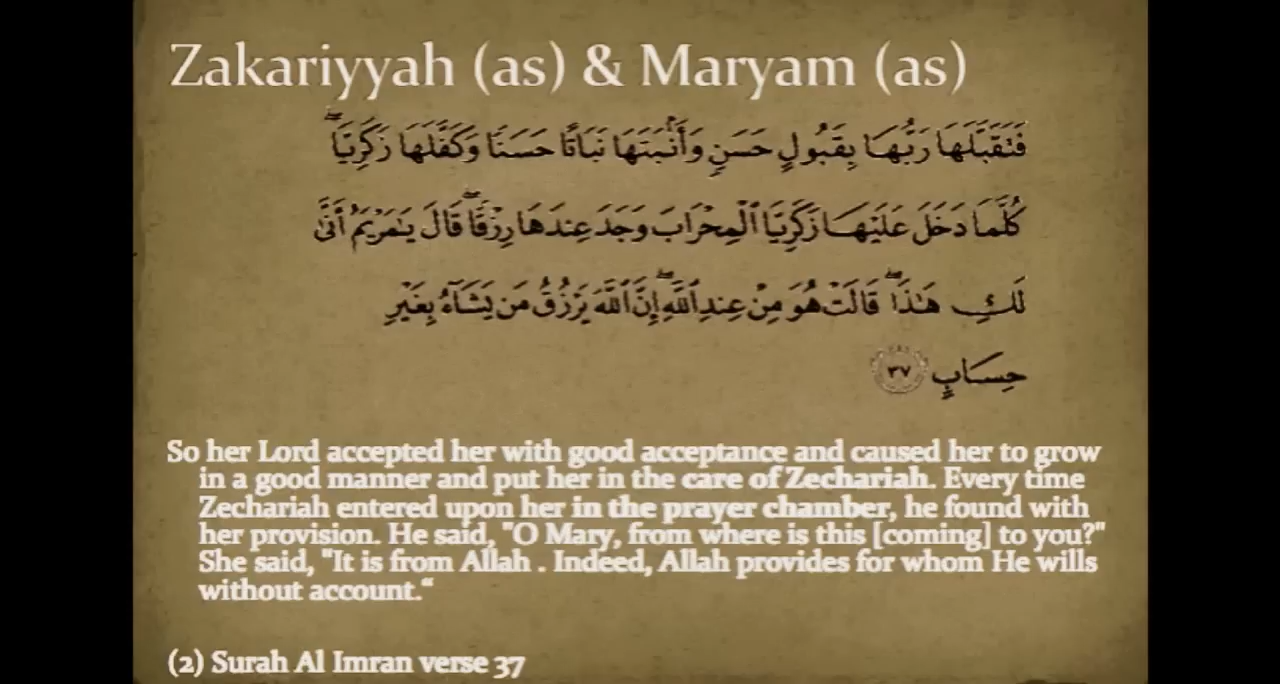 Zakariyyah (as) & Maryam (as)
فَتَقَبَّلَهَا رَبُّهَا بِقَبُولٍ حَسَنٍ وَأَنۢبَتَهَا نَبَاتًا حَسَنًا وَكَفَّلَهَا زَكَرِيَّا ۖ
كُلَّمَا دَخَلَ عَلَيْهَا زَكَرِيَّا ٱلْمِحْرَابَ وَجَدَ عِندَهَا رِزْقًا ۖ قَالَ يَٰمَرْيَمُ أَنَّىٰ
لَكِ هَٰذَا ۖ قَالَتْ هُوَ مِنْ عِندِ ٱللَّهِ ۖ إِنَّ ٱللَّهَ يَرْزُقُ مَن يَشَآءُ بِغَيْرِ
حِسَابٍ ٣٧
So her Lord accepted her with good acceptance and caused her to grow
in a good manner and put her in the care of Zechariah. Every time
Zechariah entered upon her in the prayer chamber, he found with
her provision. He said, "O Mary, from where is this [coming] to you?"
She said, "It is from Allah . Indeed, Allah provides for whom He wills
without account.“
(2) Surah Al Imran verse 37